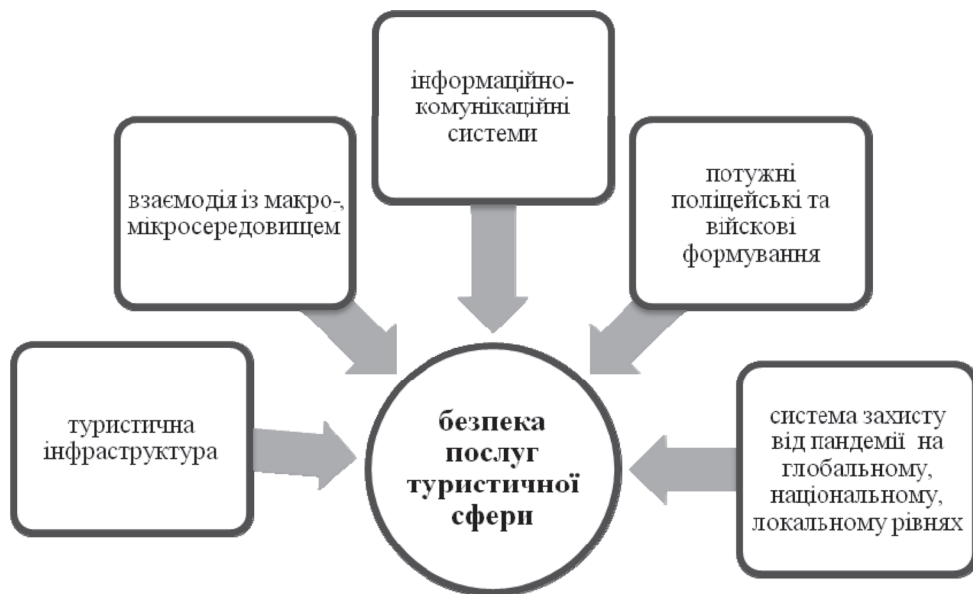 інформаційно-
комунікаційні
системи
взаємодія із макро-,
мікросередовищем
потужні
поліцейські та
військові
формування
туристична
інфраструктура
безпека
послуг
туристичної
сфери
система захисту
від пандемії на
глобальному,
національному,
локальному рівнях